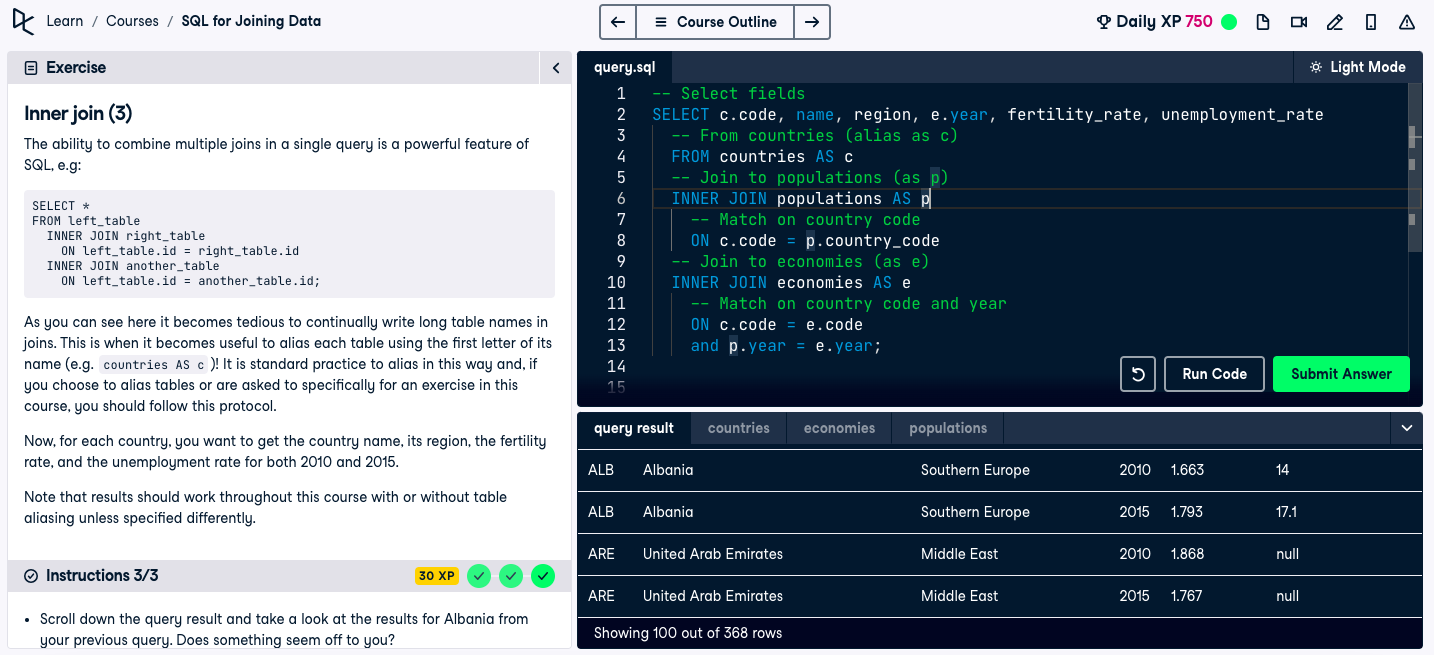 Learn / Courses / SQL for Joining Data
Course Outline
Daily XP 750
Exercise
Inner join (3)
The ability to combine multiple joins in a single query is a powerful feature of
SQL, e.g:
SELECT *
FROM left_table
INNER JOIN right_table
ON left_table.id = right_table.id
INNER JOIN another_table
ON left_table.id = another_table.id;
As you can see here it becomes tedious to continually write long table names in
joins. This is when it becomes useful to alias each table using the first letter of its
name (e.g. countries AS c )! It is standard practice to alias in this way and, if
you choose to alias tables or are asked to specifically for an exercise in this
course, you should follow this protocol.
Now, for each country, you want to get the country name, its region, the fertility
rate, and the unemployment rate for both 2010 and 2015.
Note that results should work throughout this course with or without table
aliasing unless specified differently.
Instructions 3/3
30 XP
• Scroll down the query result and take a look at the results for Albania from
your previous query. Does something seem off to you?
query.sql
Light Mode
1 -- Select fields
2 SELECT c.code, name, region, e.year, fertility_rate, unemployment_rate
3 -- From countries (alias as c)
4 FROM countries AS c
5 -- Join to populations (as p)
6 INNER JOIN populations AS p
7 -- Match on country code
8 ON c.code = p.country_code
9 -- Join to economies (as e)
10 INNER JOIN economies AS e
11 -- Match on country code and year
12 ON c.code = e.code
13 and p.year = e.year;
14
15
Run Code
Submit Answer
query result countries economies populations
ALB Albania Southern Europe 2010 1.663 14
ALB Albania Southern Europe 2015 1.793 17.1
ARE United Arab Emirates Middle East 2010 1.868 null
ARE United Arab Emirates Middle East 2015 1.767 null
Showing 100 out of 368 rows